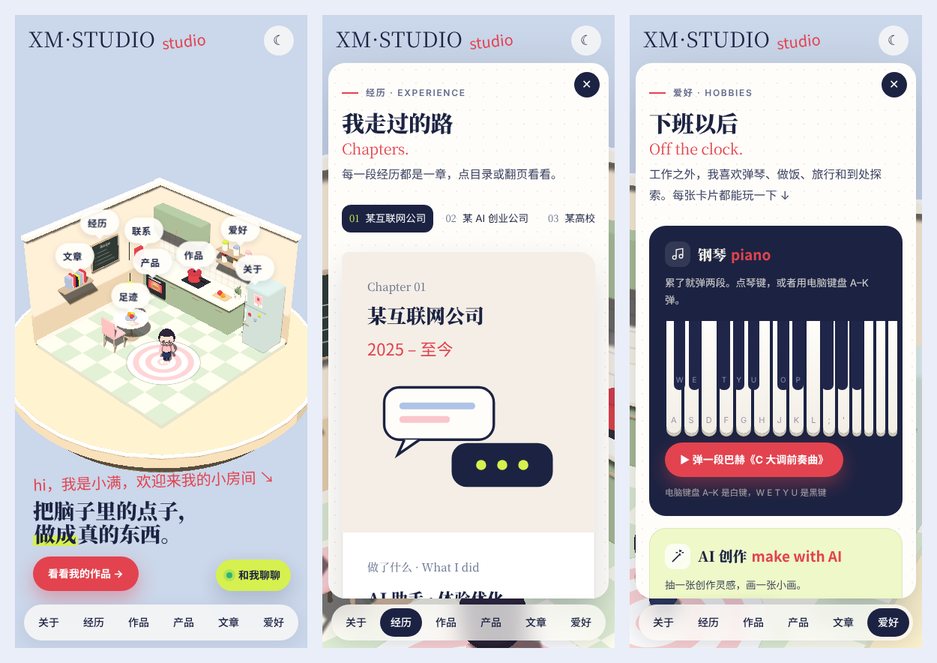 XM·STUDIO studio
☾
经历
联系
爱好
文章
产品
作品
关于
足迹
hi，我是小满，欢迎来我的小房间 ↘
把脑子里的点子，
做成真的东西。
看看我的作品 →
和我聊聊
关于 经历 作品 产品 文章 爱好
XM·STUDIO studio
☾
✕
经历 · EXPERIENCE
我走过的路
Chapters.
每一段经历都是一章，点目录或翻页看看。
01 某互联网公司 02 某 AI 创业公司 03 某高校
Chapter 01
某互联网公司
2025 – 至今
做了什么 · What I did
AI 助手 · 体验优化
关于 经历 作品 产品 文章 爱好
XM·STUDIO studio
☾
✕
爱好 · HOBBIES
下班以后
Off the clock.
工作之外，我喜欢弹琴、做饭、旅行和到处探
索。每张卡片都能玩一下 ↓
钢琴 piano
累了就弹两段。点琴键，或者用电脑键盘 A–K
弹。
W E T Y U O P
A S D F G H J K L ; '
▶ 弹一段巴赫《C 大调前奏曲》
电脑键盘 A–K 是白键，W E T Y U 是黑键
AI 创作 make with AI
抽一张创作灵感，画一张小画。
关于 经历 作品 产品 文章 爱好